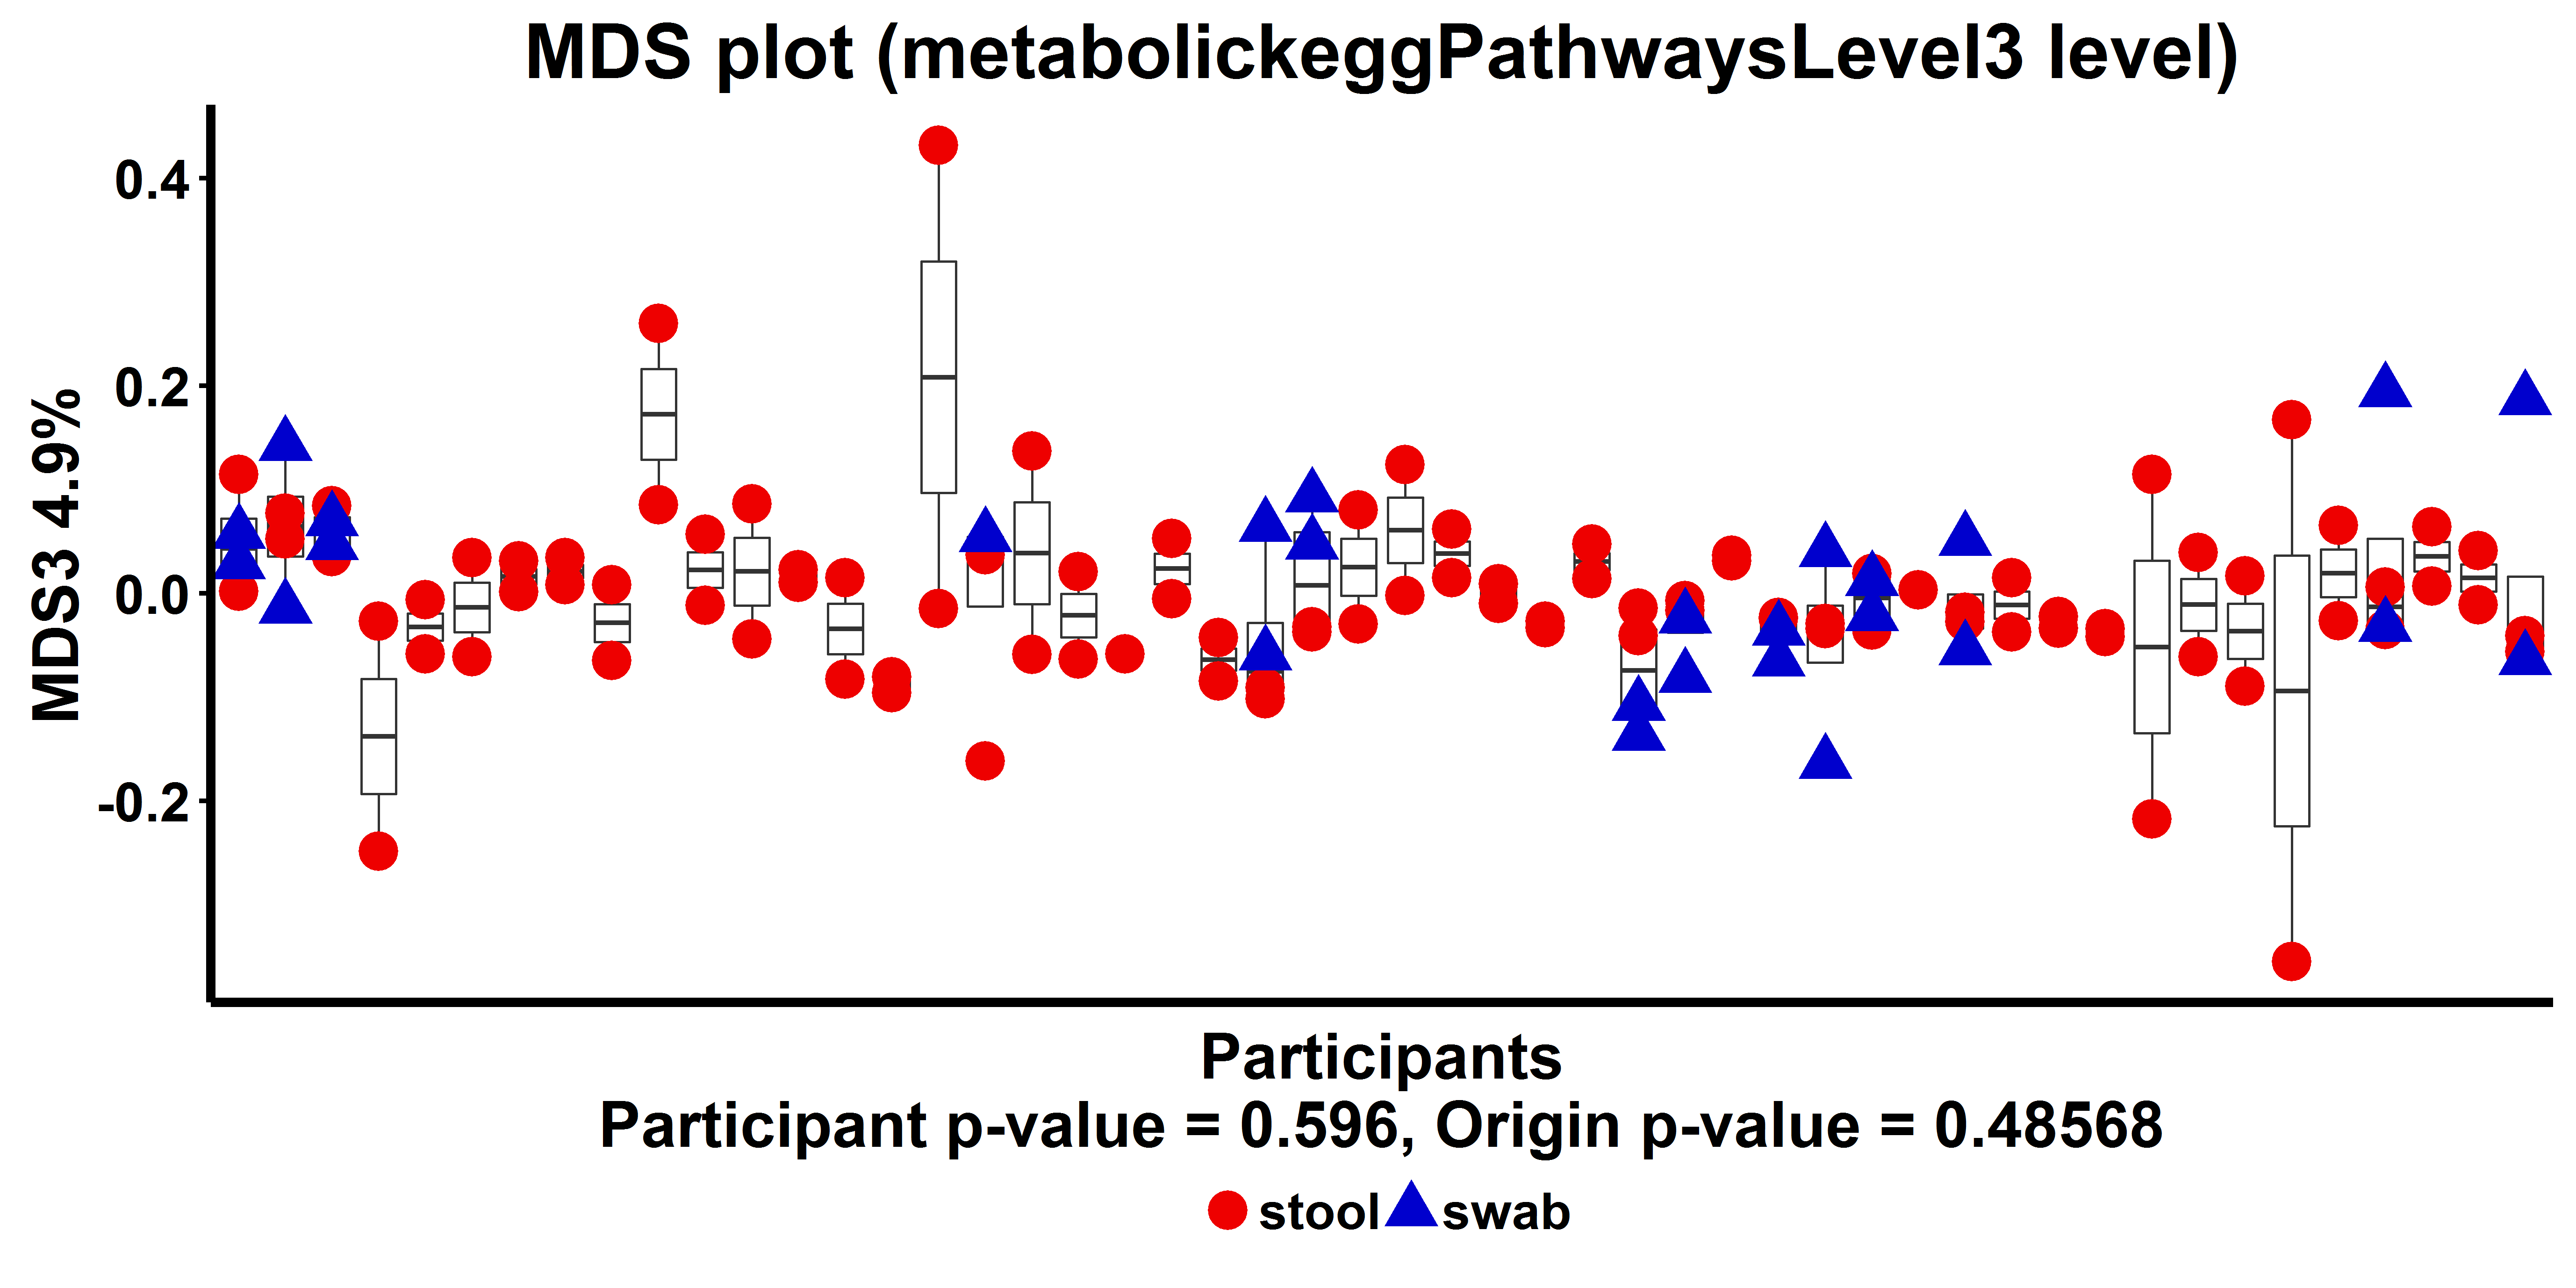 MDS plot (metabolickeggPathwaysLevel3 level)
MDS3 4.9%
0.4
0.2
0.0
-0.2
Participants
Participant p-value = 0.596, Origin p-value = 0.48568
stool swab